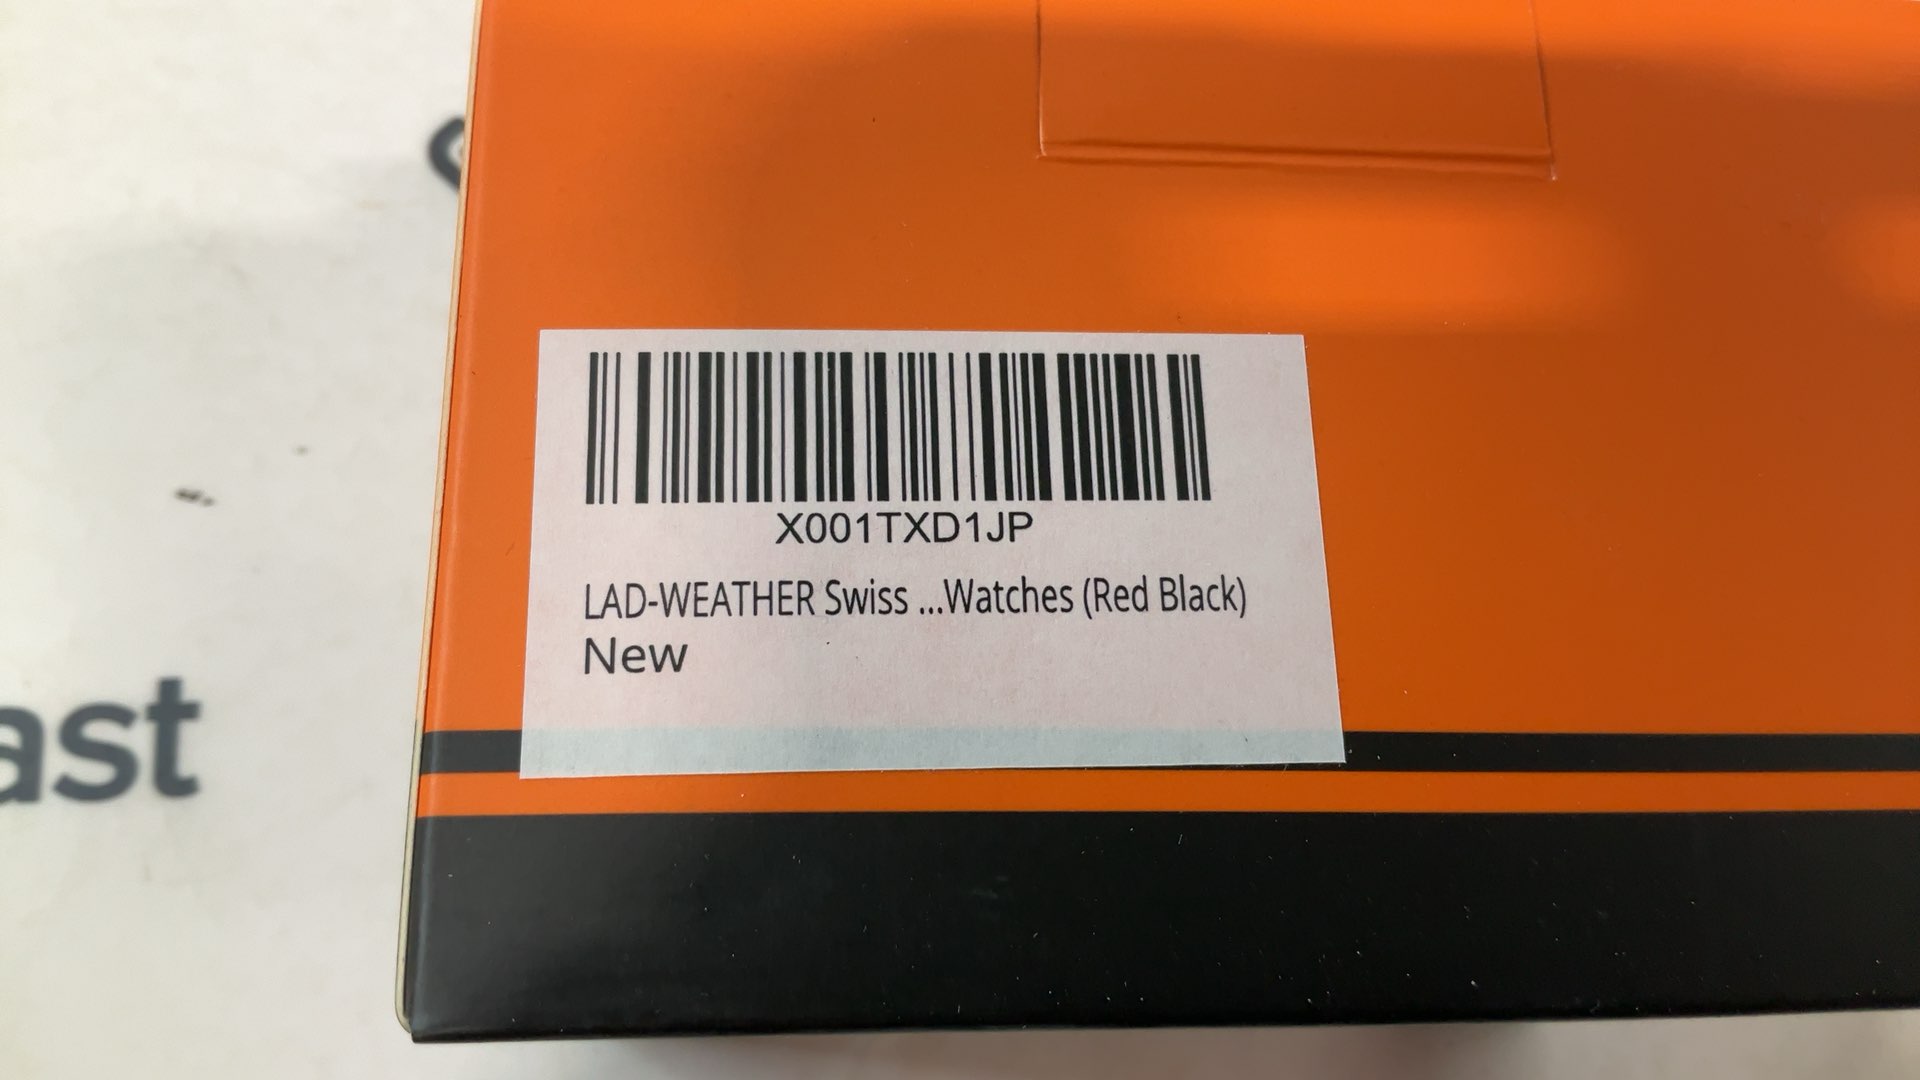 X001TXD1JP
LAD-WEATHER Swiss ...Watches (Red Black)
New
ast